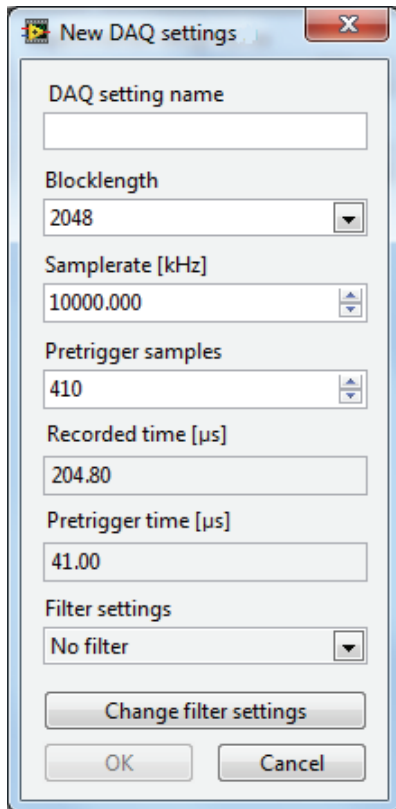 New DAQ settings
DAQ setting name
Blocklength
2048
Samplerate [kHz]
10000.000
Pretrigger samples
410
Recorded time [µs]
204.80
Pretrigger time [µs]
41.00
Filter settings
No filter
Change filter settings
OK Cancel